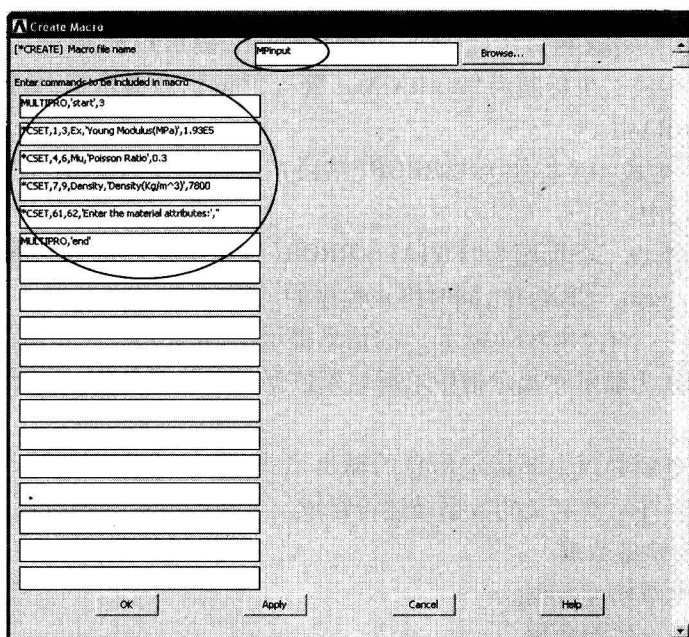 Create Macro
[*CREATE] Macro file name MPinput Browse...
Enter commands to be included in macro
MULTIPRO,'start',3
*CSET,1,3,Ex,'Young Modulus(MPa)',1.93E5
*CSET,4,6,Mu,'Poisson Ratio',0.3
*CSET,7,9,Density,'Density(Kg/m^3)',7800
*CSET,61,62,'Enter the material attributes:',''
MULTIPRO,'end'
OK Apply Cancel Help